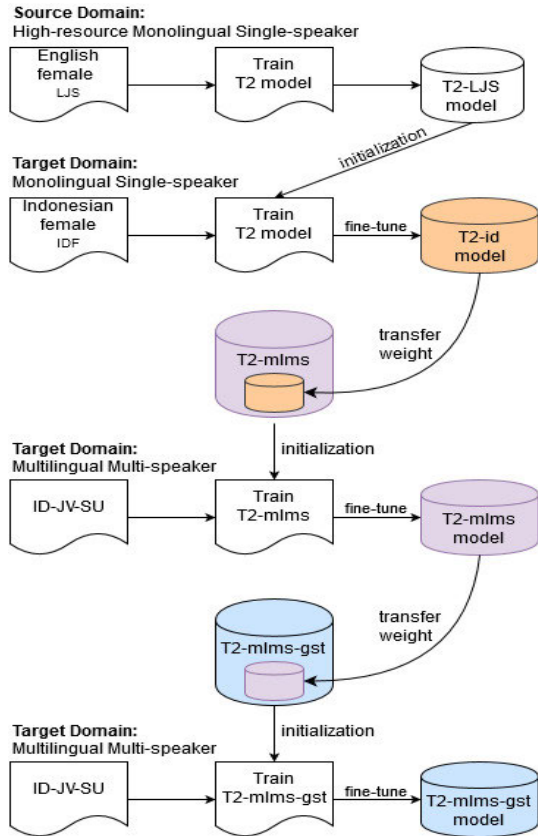 Source Domain:
High-resource Monolingual Single-speaker
English
female
LJS
Train
T2 model
T2-LJS
model
initialization
Target Domain:
Monolingual Single-speaker
Indonesian
female
IDF
Train
T2 model
fine-tune
T2-id
model
transfer
weight
T2-mlms
initialization
Target Domain:
Multilingual Multi-speaker
ID-JV-SU
Train
T2-mlms
fine-tune
T2-mlms
model
transfer
weight
T2-mlms-gst
initialization
Target Domain:
Multilingual Multi-speaker
ID-JV-SU
Train
T2-mlms-gst
fine-tune
T2-mlms-gst
model